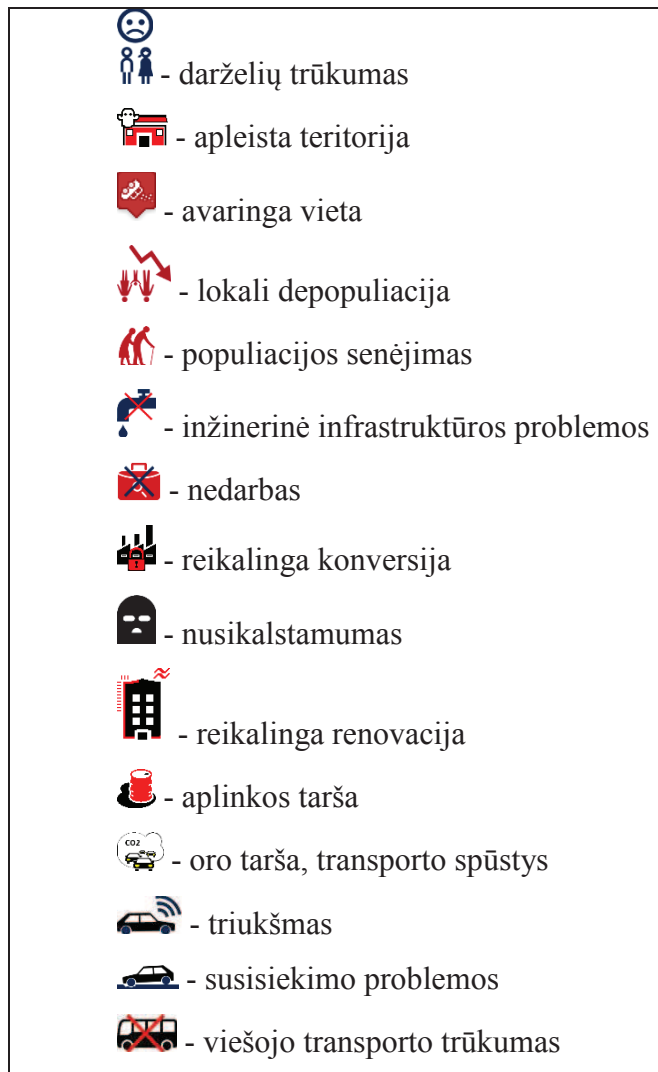 - darželių trūkumas
- apleista teritorija
- avaringa vieta
- lokali depopuliacija
- populiacijos senėjimas
- inžinerinė infrastruktūros problemos
- nedarbas
- reikalinga konversija
- nusikalstamumas
- reikalinga renovacija
- aplinkos tarša
CO2
- oro tarša, transporto spūstys
- triukšmas
- susisiekimo problemos
- viešojo transporto trūkumas